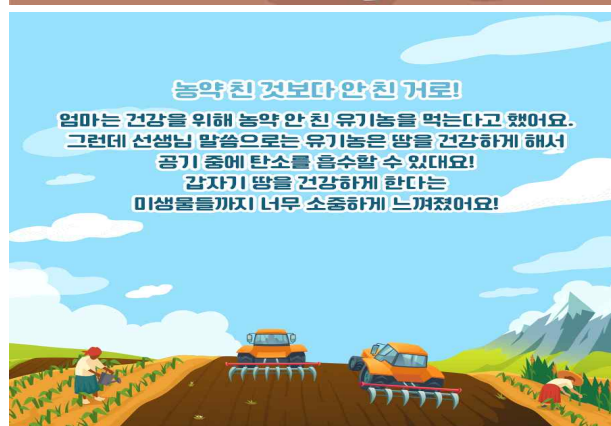 농약 친 것보다 안 친 거로!
엄마는 건강을 위해 농약 안 친 유기농을 먹는다고 했어요.
그런데 선생님 말씀으로는 유기농은 땅을 건강하게 해서
공기 중에 탄소를 흡수할 수 있대요!
갑자기 땅을 건강하게 한다는
미생물들까지 너무 소중하게 느껴졌어요!